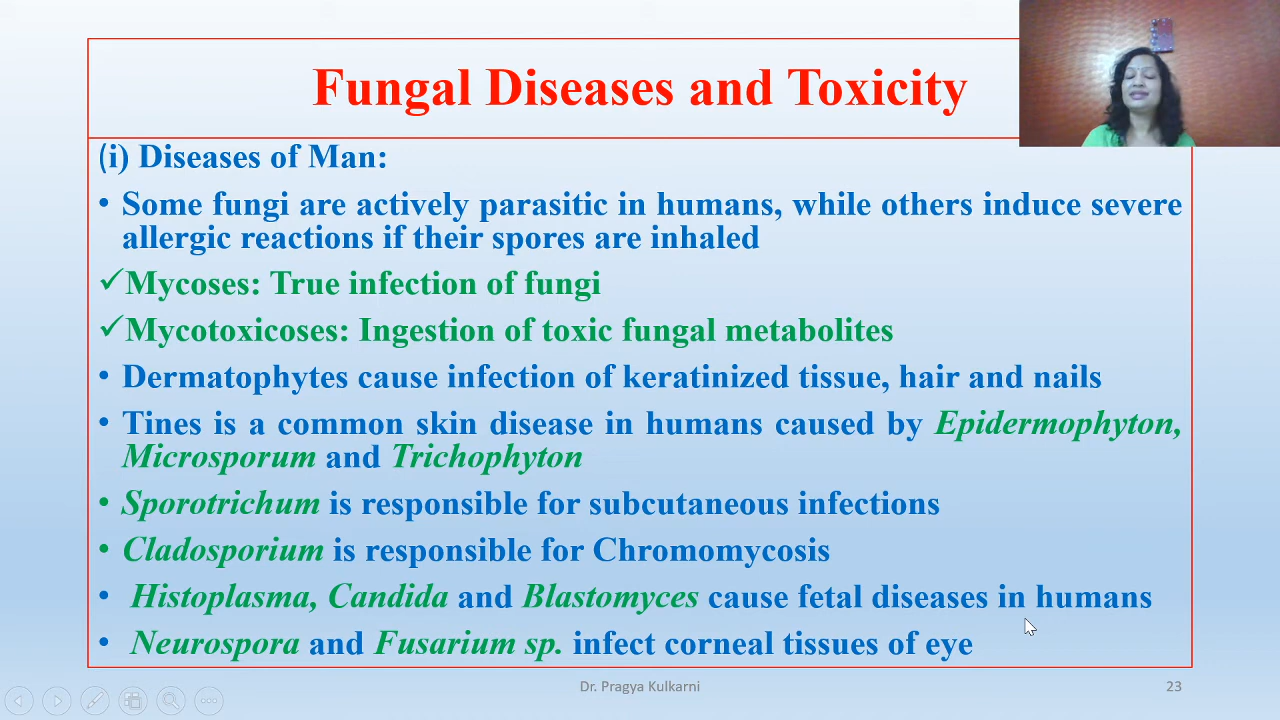 Fungal Diseases and Toxicity
(i) Diseases of Man:
• Some fungi are actively parasitic in humans, while others induce severe
allergic reactions if their spores are inhaled
✓Mycoses: True infection of fungi
✓Mycotoxicoses: Ingestion of toxic fungal metabolites
• Dermatophytes cause infection of keratinized tissue, hair and nails
• Tines is a common skin disease in humans caused by Epidermophyton,
Microsporum and Trichophyton
• Sporotrichum is responsible for subcutaneous infections
• Cladosporium is responsible for Chromomycosis
• Histoplasma, Candida and Blastomyces cause fetal diseases in humans
• Neurospora and Fusarium sp. infect corneal tissues of eye
Dr. Pragya Kulkarni
23